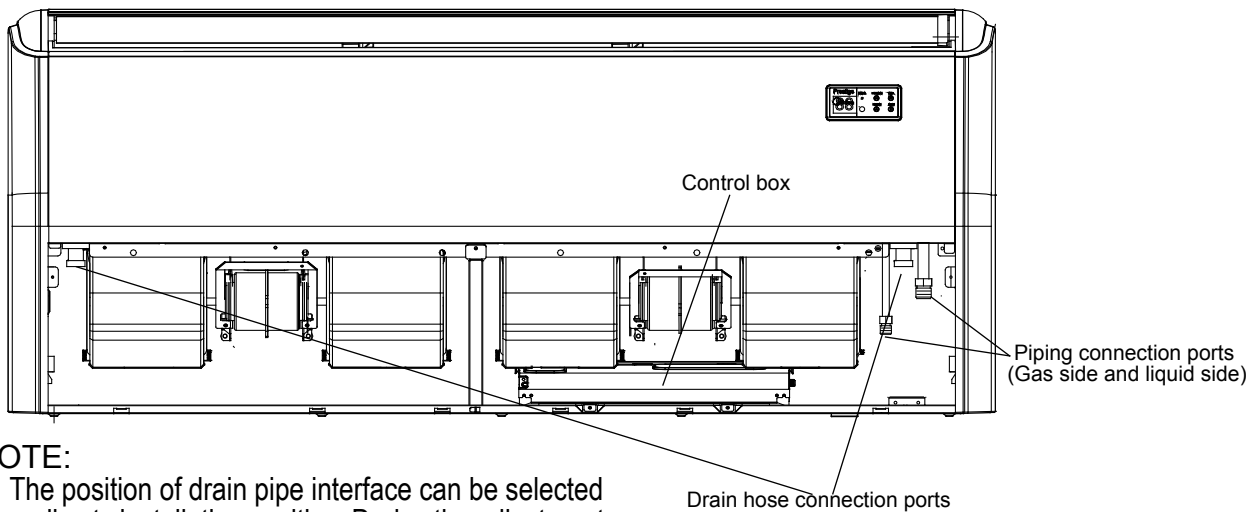 Prestige
Control box
Piping connection ports
(Gas side and liquid side)
OTE:
The position of drain pipe interface can be selected
Drain hose connection ports